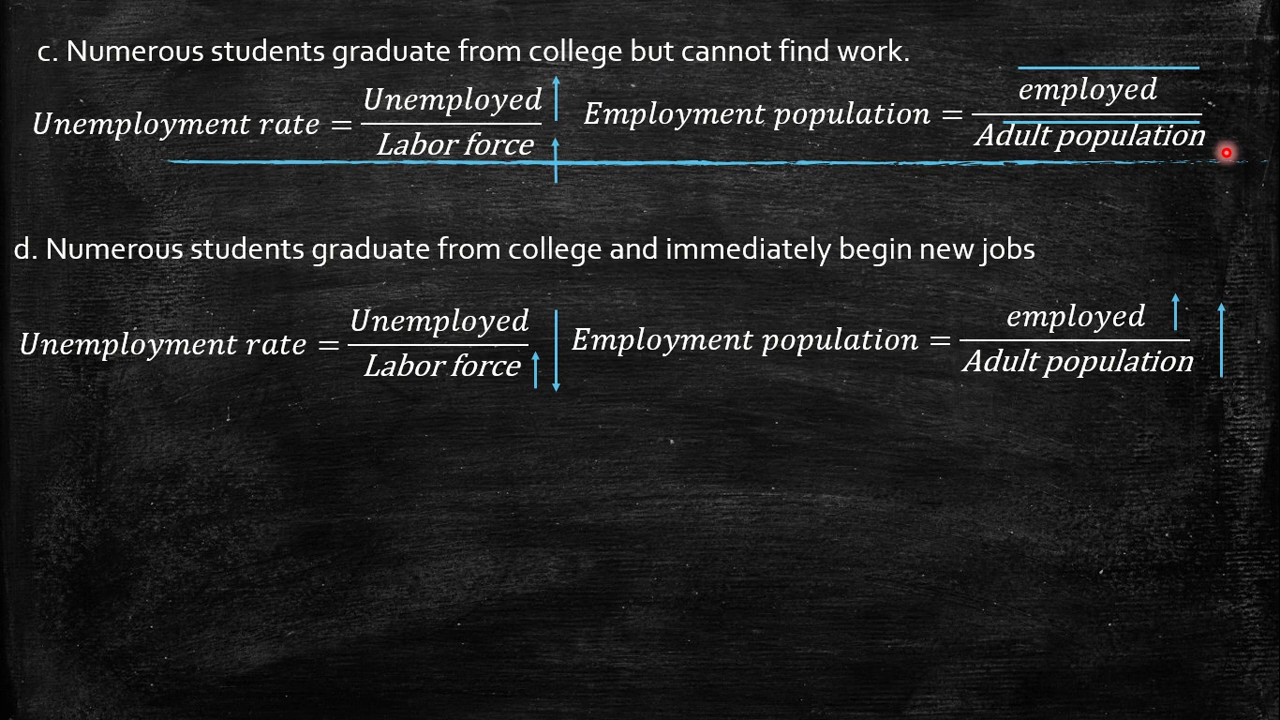 c. Numerous students graduate from college but cannot find work.
Unemployment rate = Unemployed / Labor force   Employment population = employed / Adult population
d. Numerous students graduate from college and immediately begin new jobs
Unemployment rate = Unemployed / Labor force   Employment population = employed / Adult population